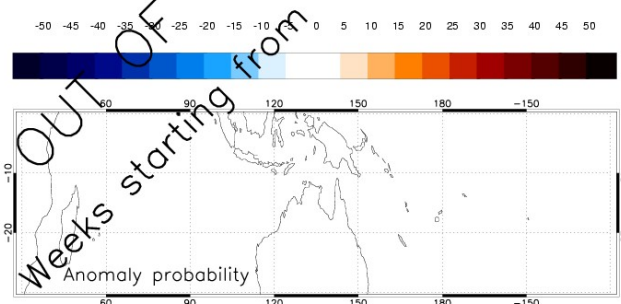 -50 -45 -40 -35 -30 -25 -20 -15 -10 -5 0 5 10 15 20 25 30 35 40 45 50
OUT OF
Weeks starting from
60 90 120 150 180 -150
-10
-20
Anomaly probability
60 90 120 150 180 -150